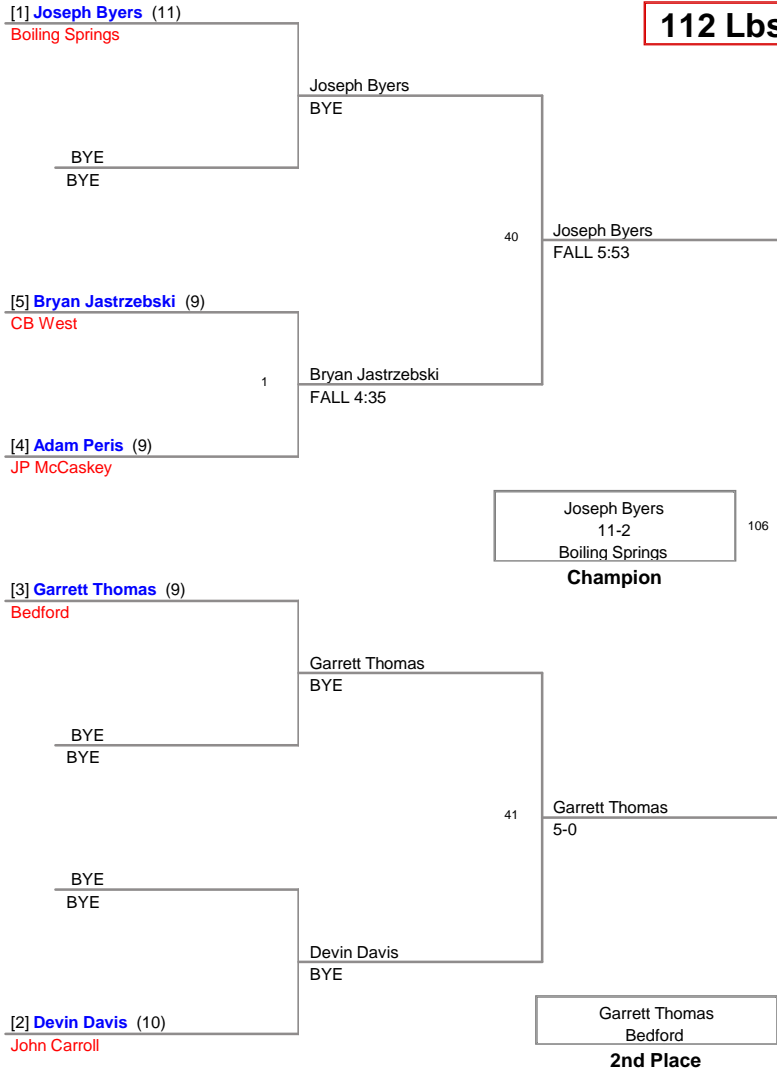 [1] Joseph Byers (11)
Boiling Springs
112 Lbs
Joseph Byers
BYE
BYE
BYE
40
Joseph Byers
FALL 5:53
[5] Bryan Jastrzebski (9)
CB West
1
Bryan Jastrzebski
FALL 4:35
[4] Adam Peris (9)
JP McCaskey
Joseph Byers
11-2
Boiling Springs
106
Champion
[3] Garrett Thomas (9)
Bedford
Garrett Thomas
BYE
BYE
BYE
41
Garrett Thomas
5-0
BYE
BYE
Devin Davis
BYE
[2] Devin Davis (10)
John Carroll
Garrett Thomas
Bedford
2nd Place